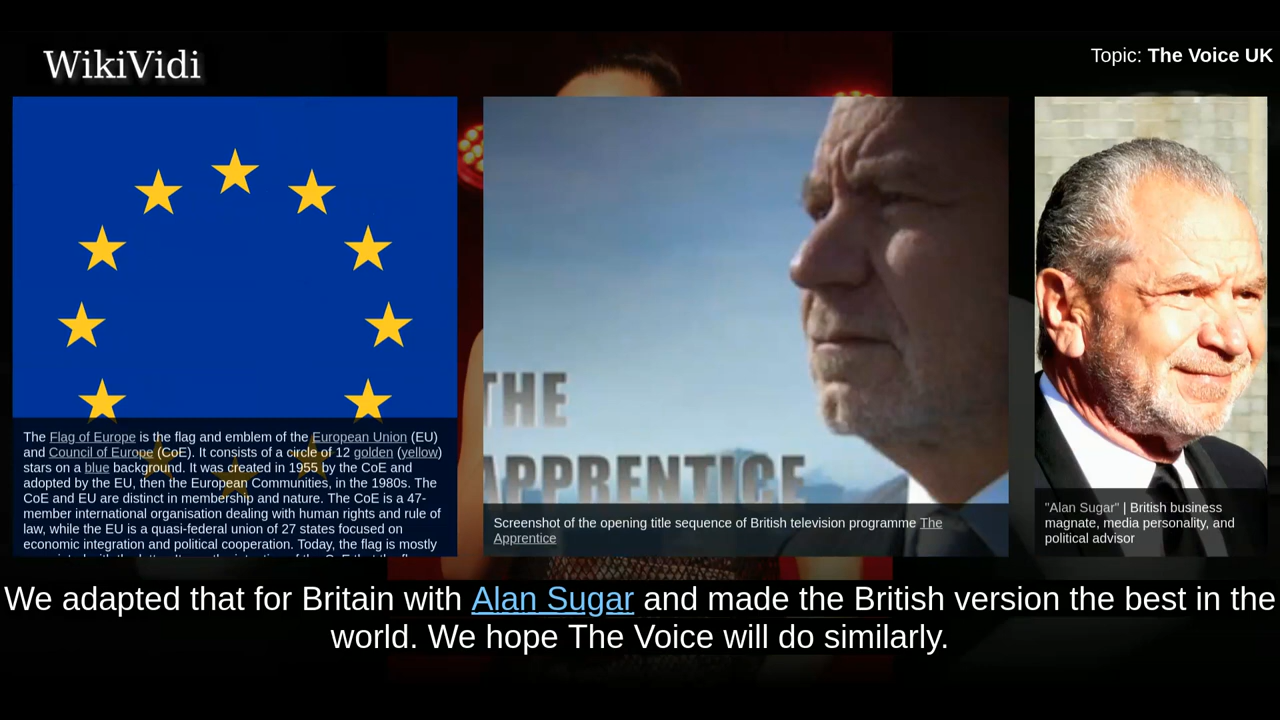 WikiVidi
Topic: The Voice UK
The Flag of Europe is the flag and emblem of the European Union (EU)
and Council of Europe (CoE). It consists of a circle of 12 golden (yellow)
stars on a blue background. It was created in 1955 by the CoE and
adopted by the EU, then the European Communities, in the 1980s. The
CoE and EU are distinct in membership and nature. The CoE is a 47-
member international organisation dealing with human rights and rule of
law, while the EU is a quasi-federal union of 27 states focused on
economic integration and political cooperation. Today, the flag is mostly
THE
APPRENTICE
Screenshot of the opening title sequence of British television programme The
Apprentice
"Alan Sugar" | British business
magnate, media personality, and
political advisor
We adapted that for Britain with Alan Sugar and made the British version the best in the
world. We hope The Voice will do similarly.